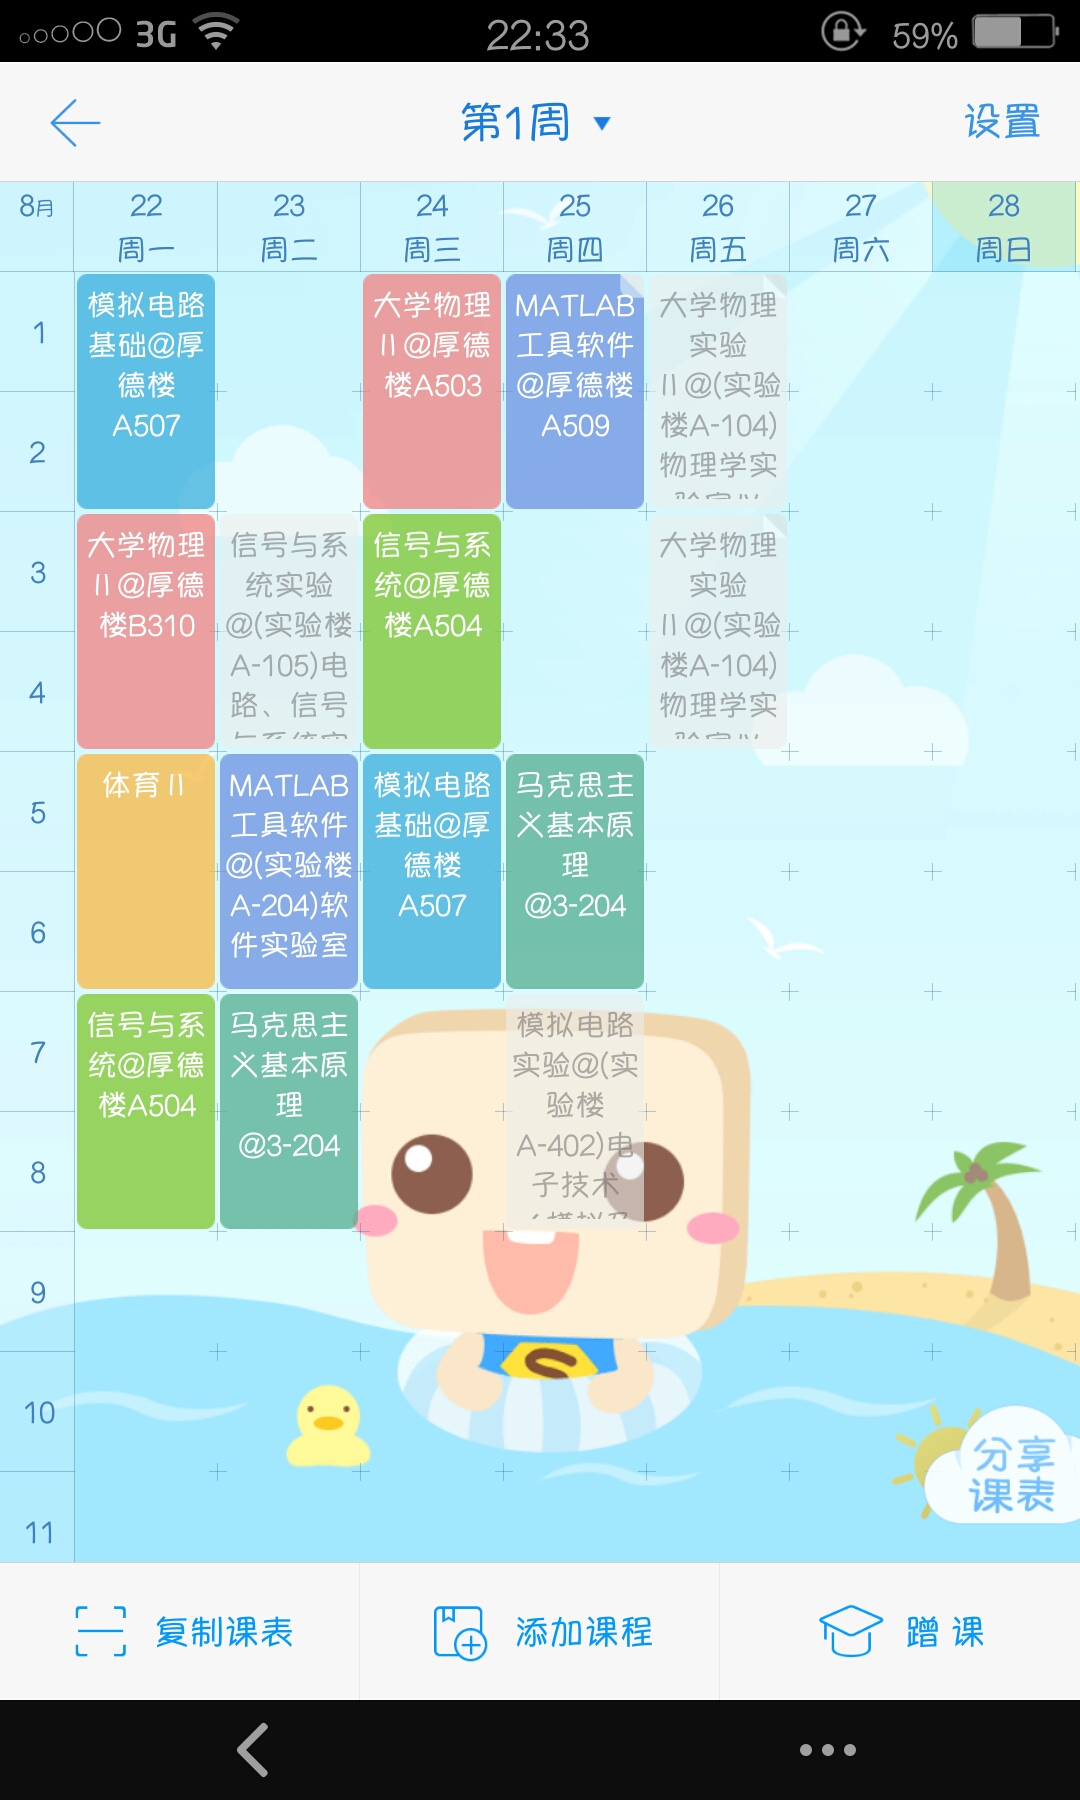 3G 22:33 59%
第1周 设置
8月
22 23 24 25 26 27 28
周一 周二 周三 周四 周五 周六 周日
1
2
3
4
5
6
7
8
9
10
11
模拟电路
基础@厚
德楼
A507
大学物理
II@厚德
楼A503
MATLAB
工具软件
@厚德楼
A509
大学物理
实验
II@(实验
楼A-104)
物理学实
大学物理
II@厚德
楼B310
信号与系
统实验
@(实验楼
A-105)电
路、信号
信号与系
统@厚德
楼A504
大学物理
实验
II@(实验
楼A-104)
物理学实
体育II
MATLAB
工具软件
@(实验楼
A-204)软
件实验室
模拟电路
基础@厚
德楼
A507
马克思主
义基本原
理
@3-204
信号与系
统@厚德
楼A504
马克思主
义基本原
理
@3-204
模拟电路
实验@(实
验楼
A-402)电
子技术
分享
课表
复制课表 添加课程 蹭 课